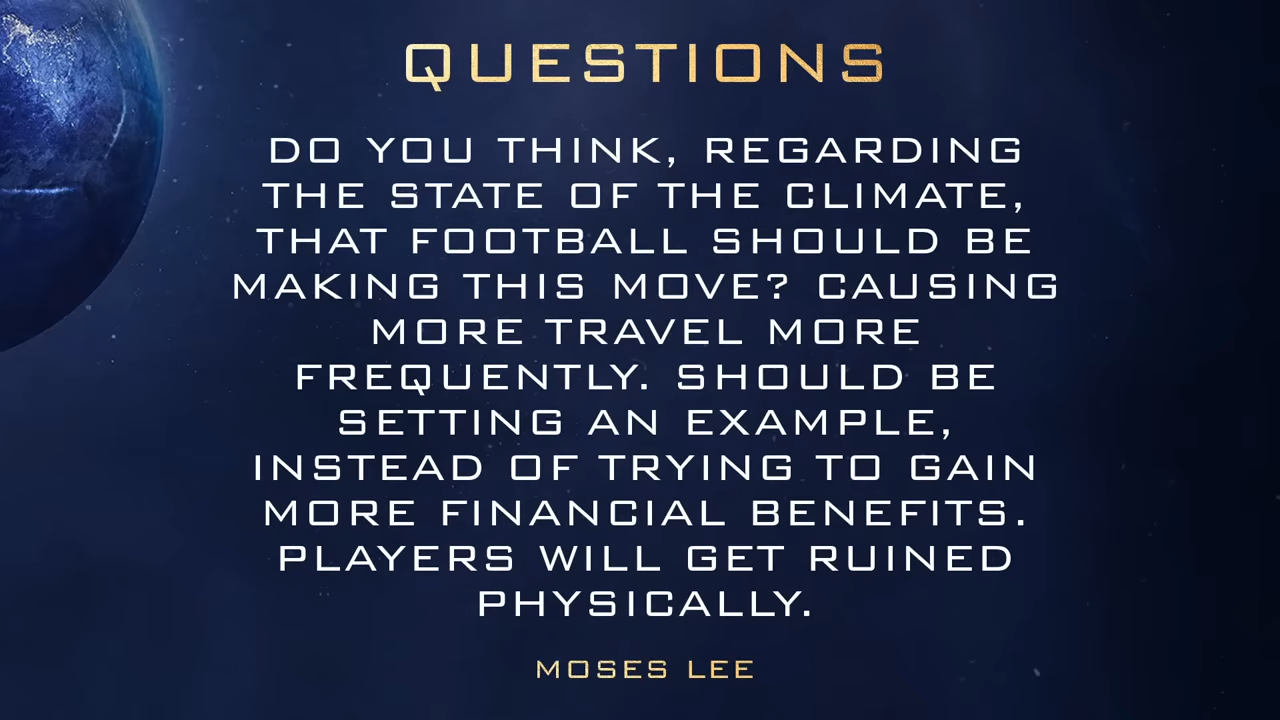 QUESTIONS
DO YOU THINK, REGARDING
THE STATE OF THE CLIMATE,
THAT FOOTBALL SHOULD BE
MAKING THIS MOVE? CAUSING
MORE TRAVEL MORE
FREQUENTLY. SHOULD BE
SETTING AN EXAMPLE,
INSTEAD OF TRYING TO GAIN
MORE FINANCIAL BENEFITS.
PLAYERS WILL GET RUINED
PHYSICALLY.
MOSES LEE